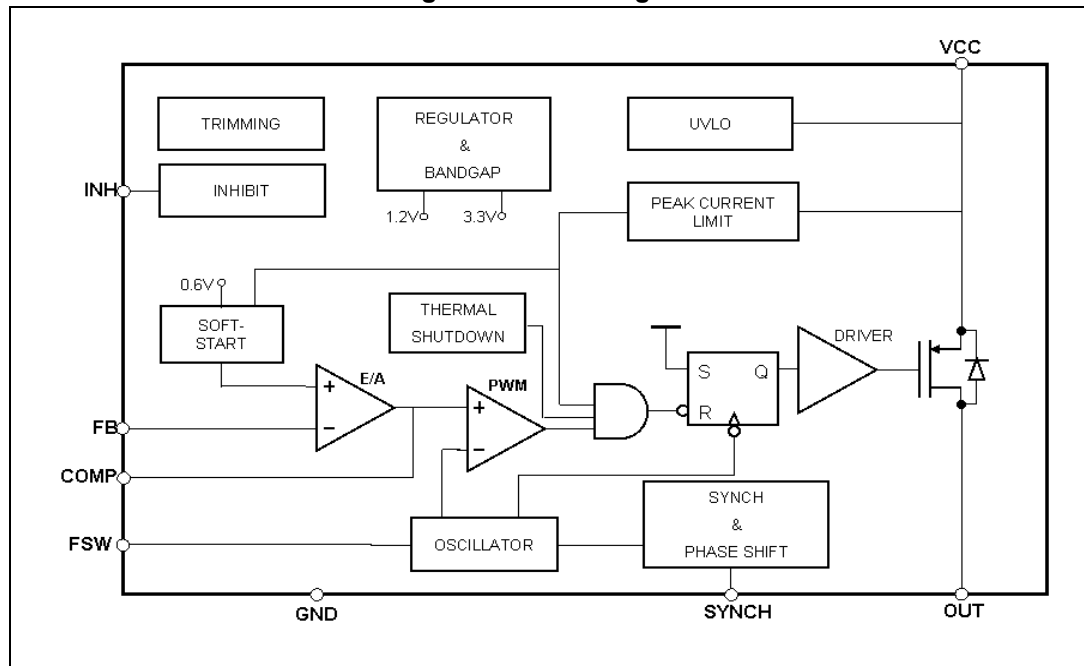 VCC
TRIMMING
REGULATOR
&
BANDGAP
UVLO
INH
INHIBIT
1.2V
3.3V
PEAK CURRENT
LIMIT
0.6V
SOFT-
START
THERMAL
SHUTDOWN
DRIVER
E/A
PWM
S
Q
R
+
−
+
−
FB
COMP
SYNCH
&
PHASE SHIFT
FSW
OSCILLATOR
GND
SYNCH
OUT